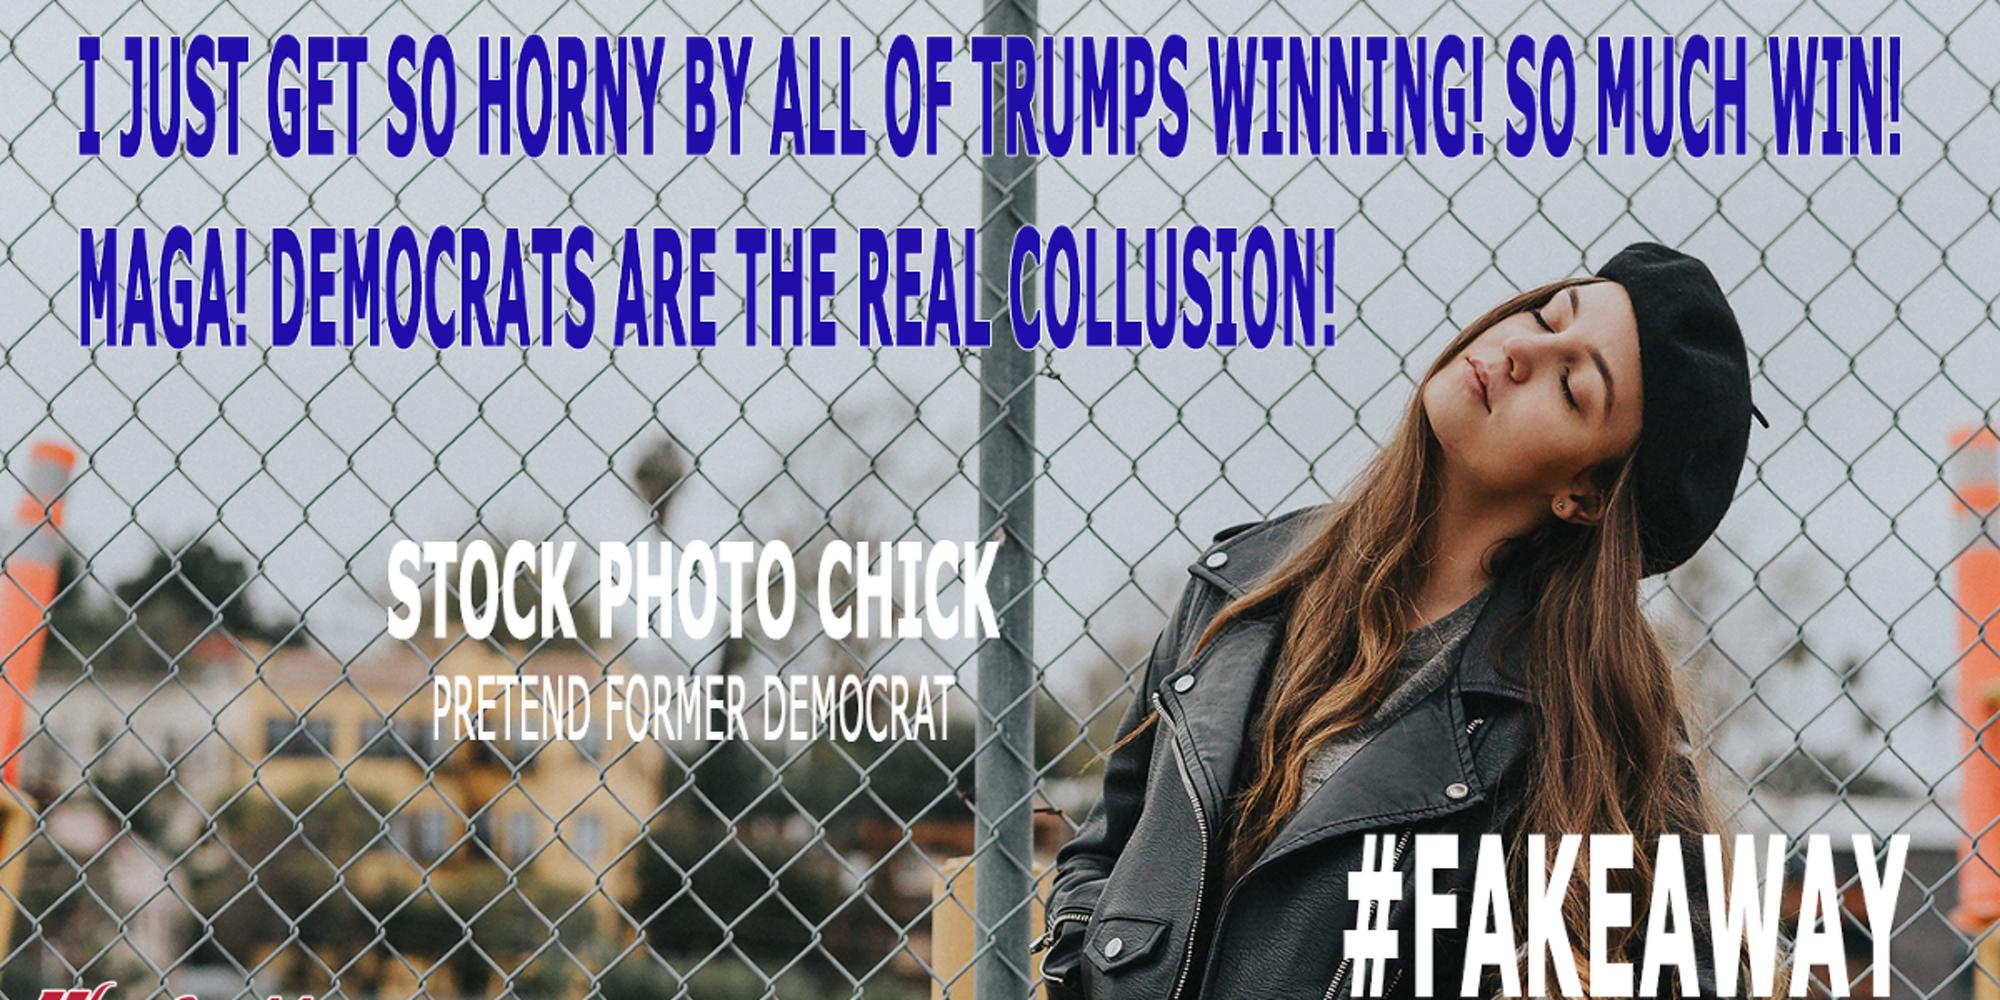 I JUST GET SO HORNY BY ALL OF TRUMPS WINNING! SO MUCH WIN!
MAGA! DEMOCRATS ARE THE REAL COLLUSION!
STOCK PHOTO CHICK
PRETEND FORMER DEMOCRAT
#FAKEAWAY